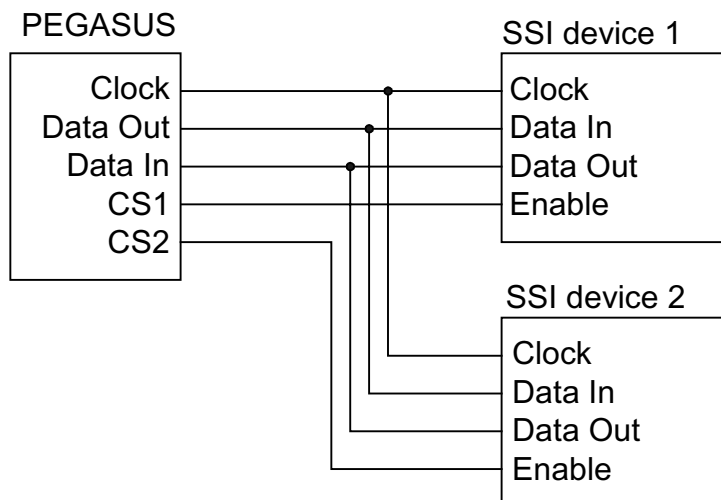 PEGASUS
Clock
Data Out
Data In
CS1
CS2
SSI device 1
Clock
Data In
Data Out
Enable
SSI device 2
Clock
Data In
Data Out
Enable